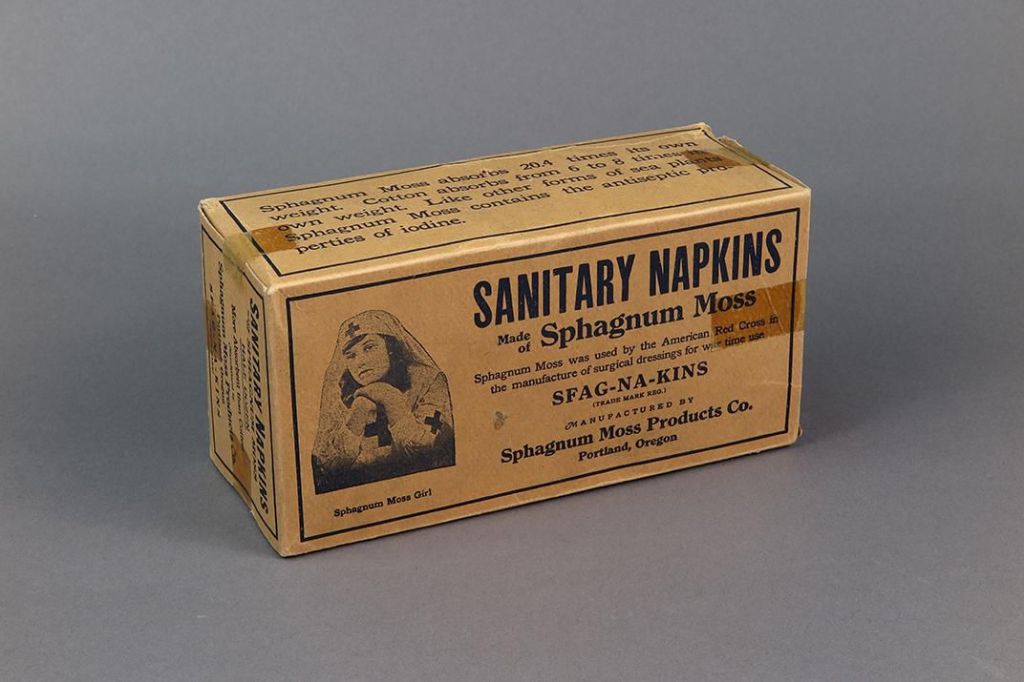 Sphagnum Moss absorbs 20.4 times its own
weight. Cotton absorbs from 6 to 8 times its
own weight. Like other forms of sea plants
Sphagnum Moss contains the antiseptic pro-
perties of iodine.
SANITARY NAPKINS
Made
of Sphagnum Moss
Sphagnum Moss was used by the American Red Cross in
the manufacture of surgical dressings for war time use.
SFAG-NA-KINS
(TRADE MARK REG.)
MANUFACTURED BY
Sphagnum Moss Products Co.
Portland, Oregon
Sphagnum Moss Girl
SANITARY NAPKINS